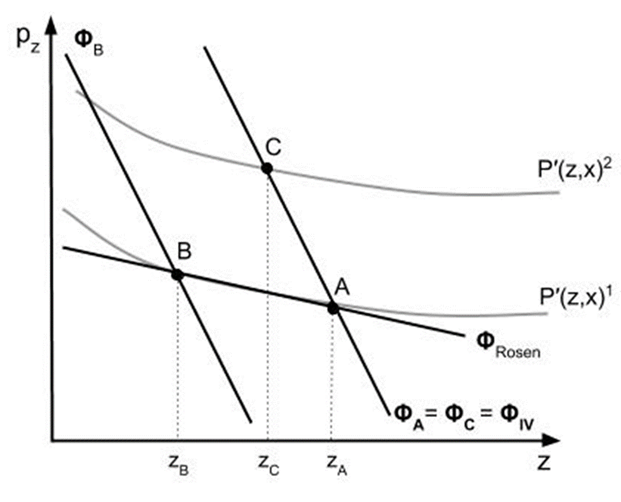 p_z
Φ_B
C
P′(z,x)²
B
A
P′(z,x)¹
Φ_Rosen
Φ_A = Φ_C = Φ_IV
z_B
z_C
z_A
z